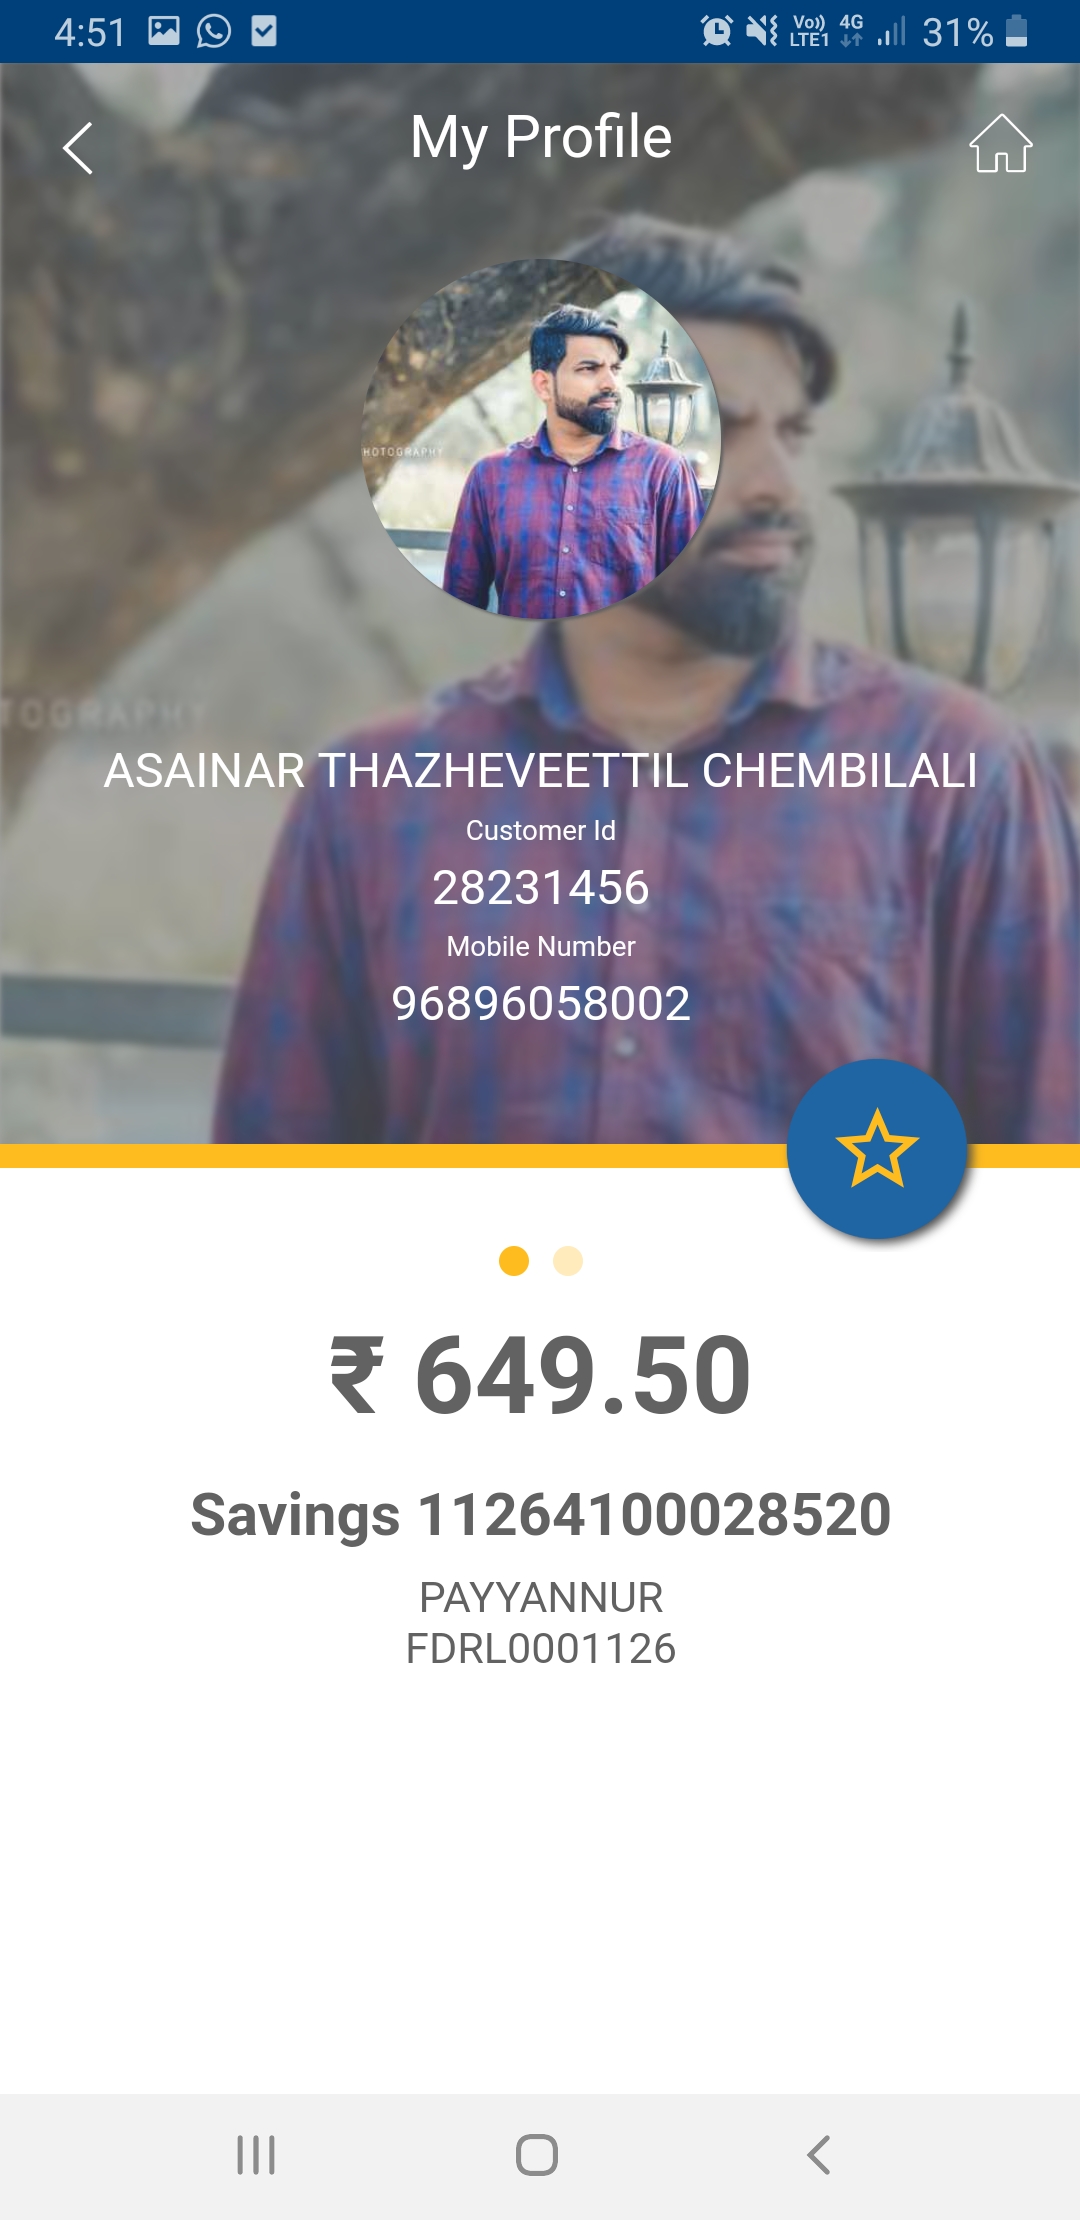 4:51 Vo)) LTE1 4G 31%
My Profile
HOTOGRAPHY
TOGRAPHY
ASAINAR THAZHEVEETTIL CHEMBILALI
Customer Id
28231456
Mobile Number
96896058002
₹ 649.50
Savings 11264100028520
PAYYANNUR
FDRL0001126